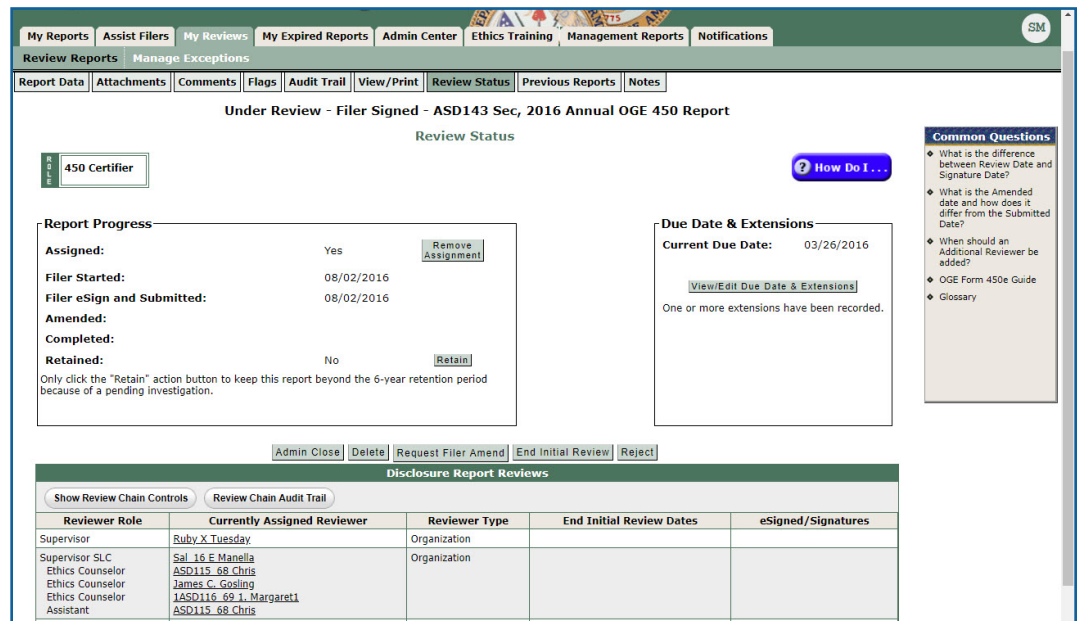 1775
SM
My Reports Assist Filers My Reviews My Expired Reports Admin Center Ethics Training Management Reports Notifications
Review Reports Manage Exceptions
Report Data Attachments Comments Flags Audit Trail View/Print Review Status Previous Reports Notes
Under Review - Filer Signed - ASD143 Sec, 2016 Annual OGE 450 Report
Review Status
ROLE
450 Certifier
? How Do I...
Common Questions
What is the difference
between Review Date and
Signature Date?
What is the Amended
date and how does it
differ from the Submitted
Date?
When should an
Additional Reviewer be
added?
OGE Form 450e Guide
Glossary
Report Progress
Assigned: Yes Remove
Assignment
Filer Started: 08/02/2016
Filer eSign and Submitted: 08/02/2016
Amended:
Completed:
Retained: No Retain
Only click the "Retain" action button to keep this report beyond the 6-year retention period
because of a pending investigation.
Due Date & Extensions
Current Due Date: 03/26/2016
View/Edit Due Date & Extensions
One or more extensions have been recorded.
Admin Close Delete Request Filer Amend End Initial Review Reject
Disclosure Report Reviews
Show Review Chain Controls Review Chain Audit Trail
Reviewer Role Currently Assigned Reviewer Reviewer Type End Initial Review Dates eSigned/Signatures
Supervisor Ruby X Tuesday Organization
Supervisor SLC Sal 16 E Manella Organization
Ethics Counselor ASD115 68 Chris
Ethics Counselor James C. Gosling
Ethics Counselor 1ASD116 69 1. Margaret1
Assistant ASD115 68 Chris